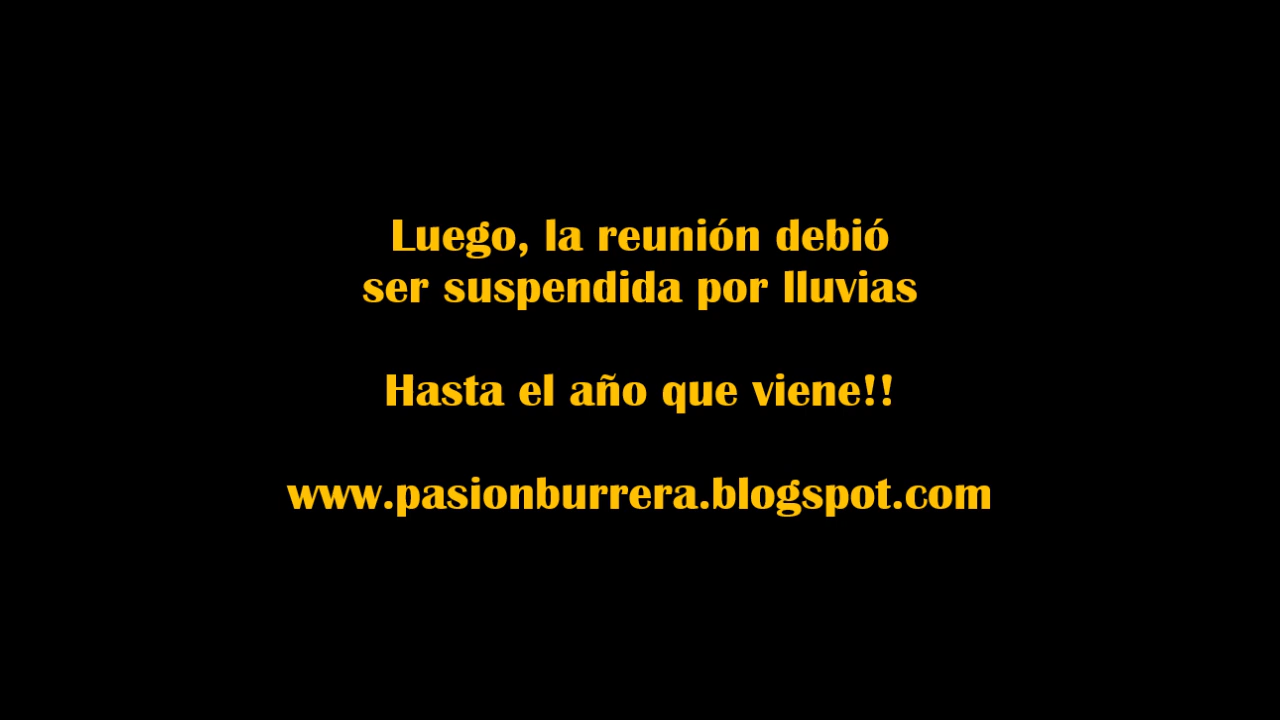 Luego, la reunión debió
ser suspendida por lluvias
Hasta el año que viene!!
www.pasionburrera.blogspot.com